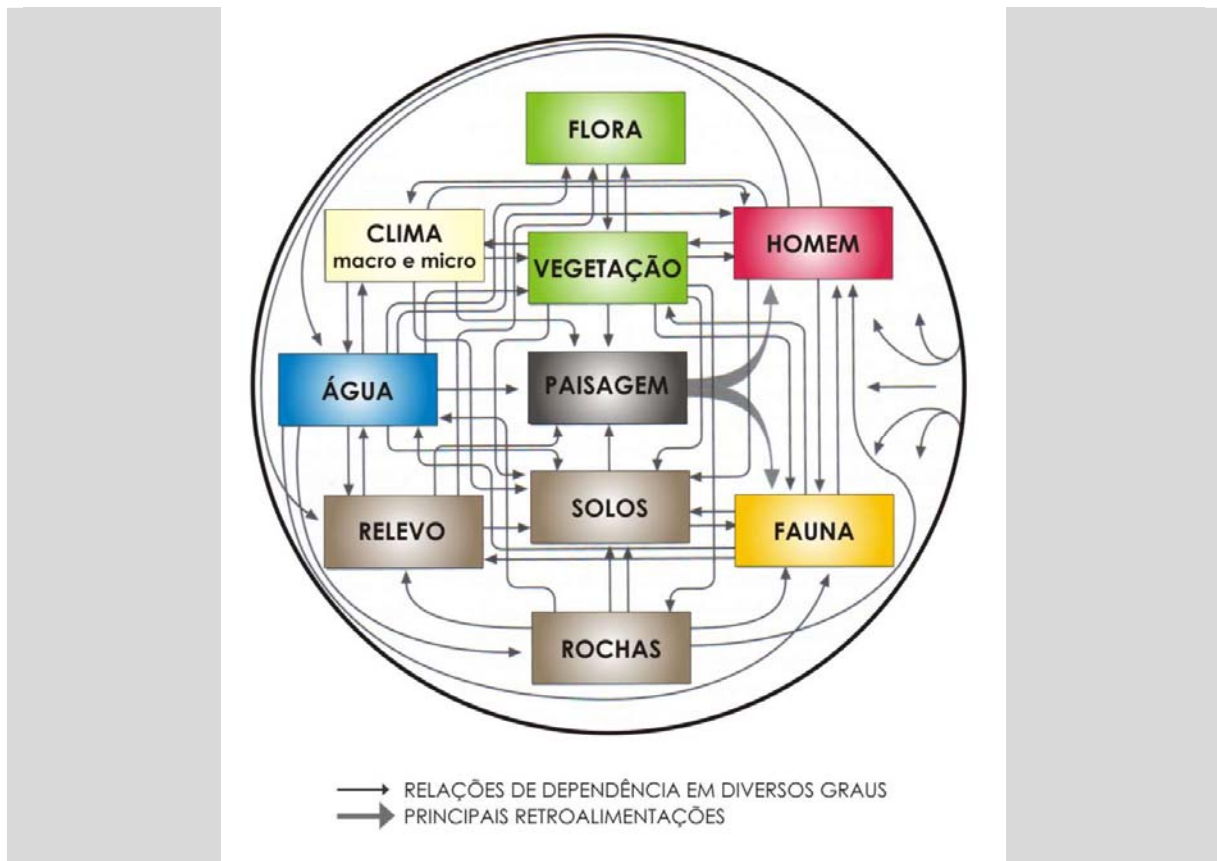 FLORA
CLIMA
macro e micro
HOMEM
VEGETAÇÃO
ÁGUA
PAISAGEM
SOLOS
RELEVO
FAUNA
ROCHAS
RELAÇÕES DE DEPENDÊNCIA EM DIVERSOS GRAUS
PRINCIPAIS RETROALIMENTAÇÕES